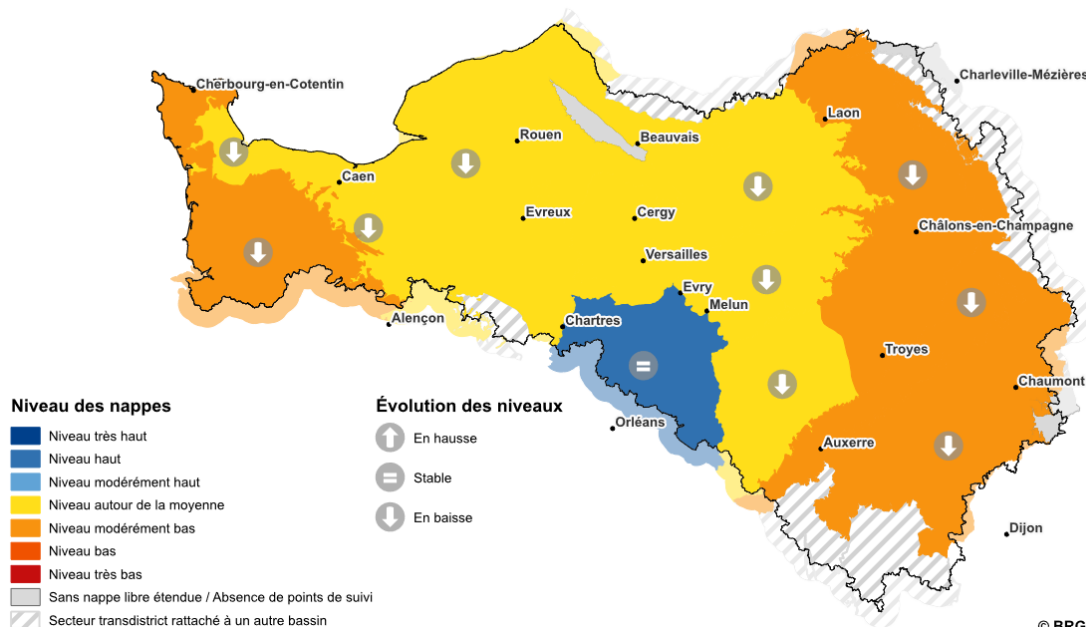 Cherbourg-en-Cotentin
Charleville-Mézières
Laon
Rouen
Beauvais
Caen
Evreux
Cergy
Châlons-en-Champagne
Versailles
Evry
Melun
Alençon
Chartres
Troyes
Chaumont
Orléans
Auxerre
Dijon
Niveau des nappes
Niveau très haut
Niveau haut
Niveau modérément haut
Niveau autour de la moyenne
Niveau modérément bas
Niveau bas
Niveau très bas
Sans nappe libre étendue / Absence de points de suivi
Secteur transdistrict rattaché à un autre bassin
Évolution des niveaux
En hausse
Stable
En baisse
© BRG